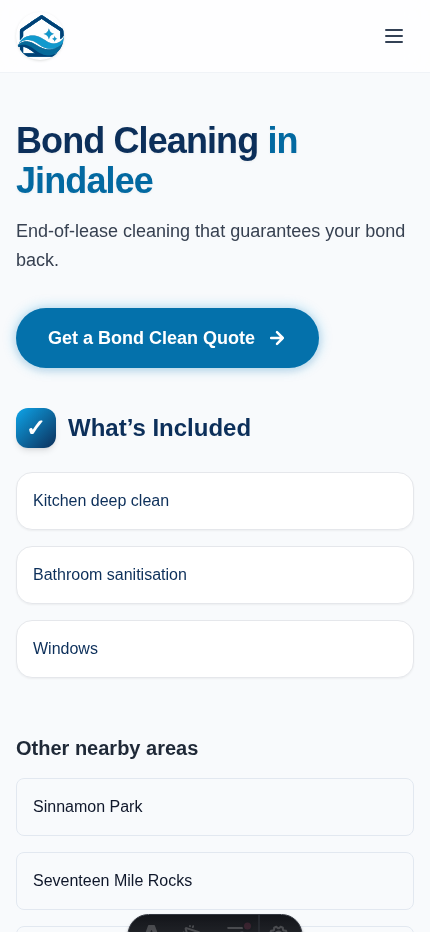 Bond Cleaning in
Jindalee
End-of-lease cleaning that guarantees your bond
back.
Get a Bond Clean Quote
What’s Included
Kitchen deep clean
Bathroom sanitisation
Windows
Other nearby areas
Sinnamon Park
Seventeen Mile Rocks